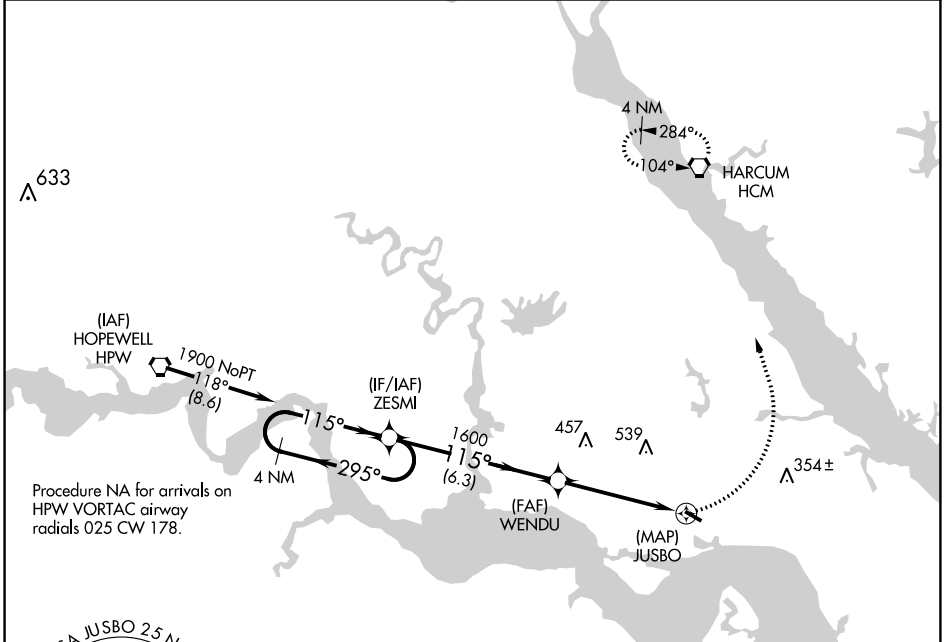 4 NM
284°
104°
HARCUM
HCM
633
(IAF)
HOPEWELL
HPW
1900 NoPT
118°
(8.6)
(IF/IAF)
ZESMI
115°
295°
4 NM
1600
115°
(6.3)
457
539
354±
(FAF)
WENDU
(MAP)
JUSBO
Procedure NA for arrivals on
HPW VORTAC airway
radials 025 CW 178.
JUSBO 25